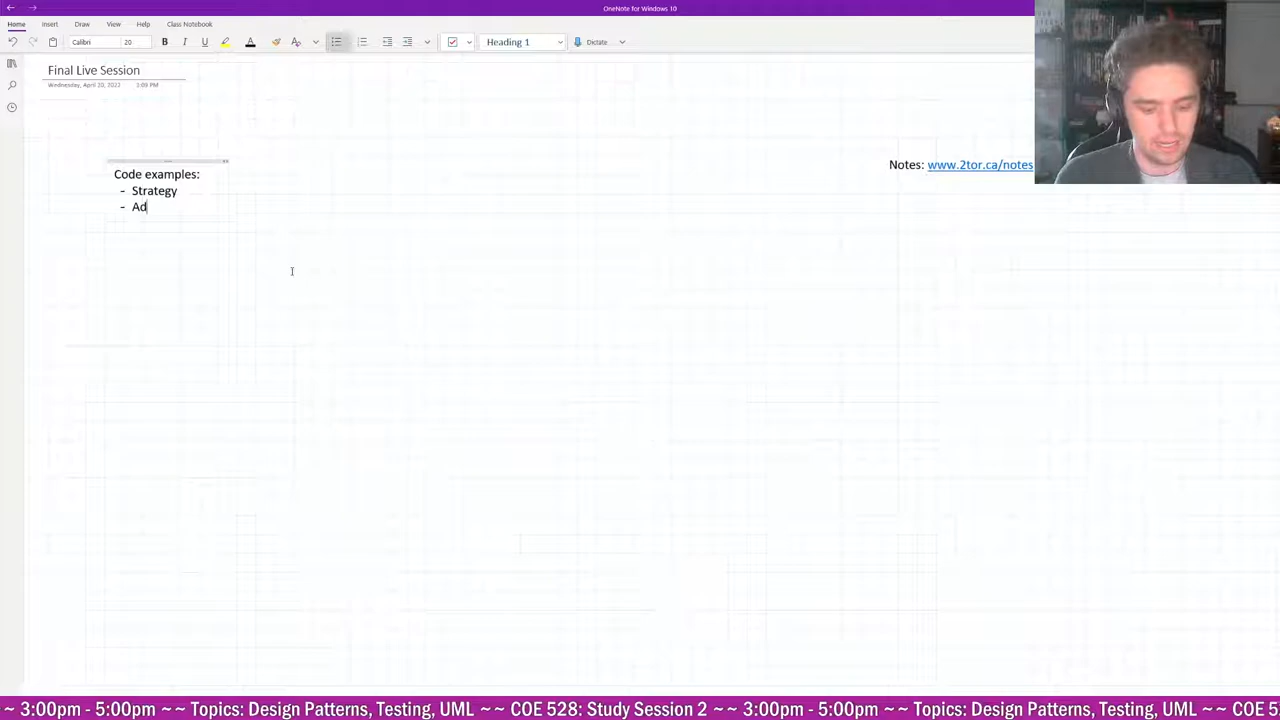 OneNote for Windows 10
Home Insert Draw View Help Class Notebook
Calibri 20 B I U A Heading 1 Dictate
Final Live Session
Wednesday, April 20, 2022 3:09 PM
Notes: www.2tor.ca/notes
Code examples:
- Strategy
- Ad
~ 3:00pm - 5:00pm ~~ Topics: Design Patterns, Testing, UML ~~ COE 528: Study Session 2 ~~ 3:00pm - 5:00pm ~~ Topics: Design Patterns, Testing, UML ~~ COE 5